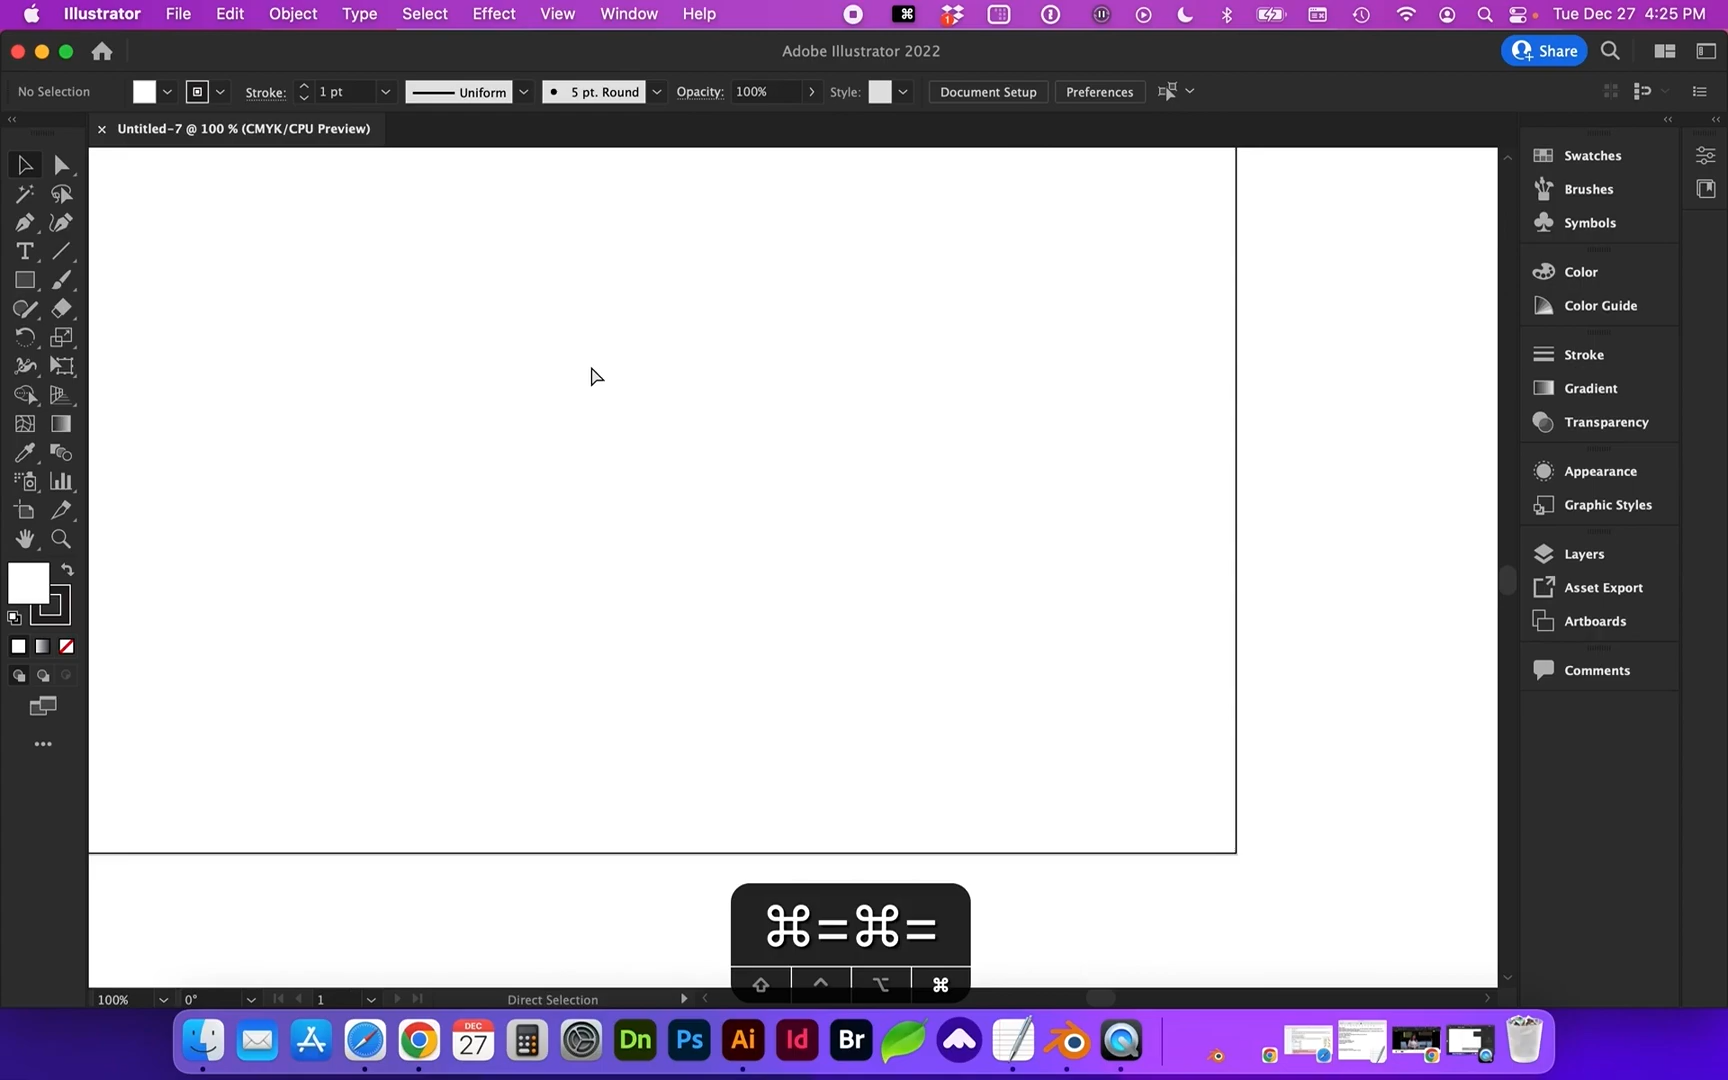 Illustrator File Edit Object Type Select Effect View Window Help Tue Dec 27 4:25 PM
Adobe Illustrator 2022 Share
No Selection Stroke: 1 pt Uniform 5 pt. Round Opacity: 100% Style: Document Setup Preferences
× Untitled-7 @ 100 % (CMYK/CPU Preview)
Swatches
Brushes
Symbols
Color
Color Guide
Stroke
Gradient
Transparency
Appearance
Graphic Styles
Layers
Asset Export
Artboards
Comments
⌘=⌘=
⇧ ⌃ ⌥ ⌘
100% 0° 1 Direct Selection
DEC
27 Dn Ps Ai Id Br